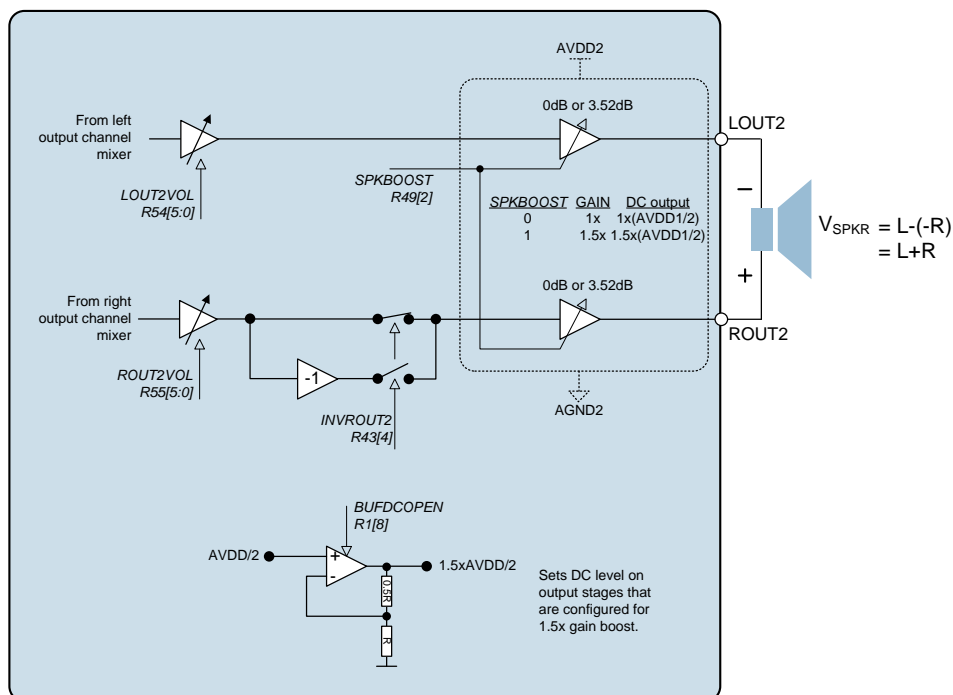 AVDD2
0dB or 3.52dB
From left
output channel
mixer
LOUT2
LOUT2VOL
R54[5:0]
SPKBOOST
R49[2]
SPKBOOST GAIN DC output
0 1x 1x(AVDD1/2)
1 1.5x 1.5x(AVDD1/2)
−
+
VSPKR = L-(-R)
= L+R
0dB or 3.52dB
From right
output channel
mixer
ROUT2
ROUT2VOL
R55[5:0]
-1
INVROUT2
R43[4]
AGND2
BUFDCOPEN
R1[8]
AVDD/2
+
-
1.5xAVDD/2
0.5R
R
Sets DC level on
output stages that
are configured for
1.5x gain boost.